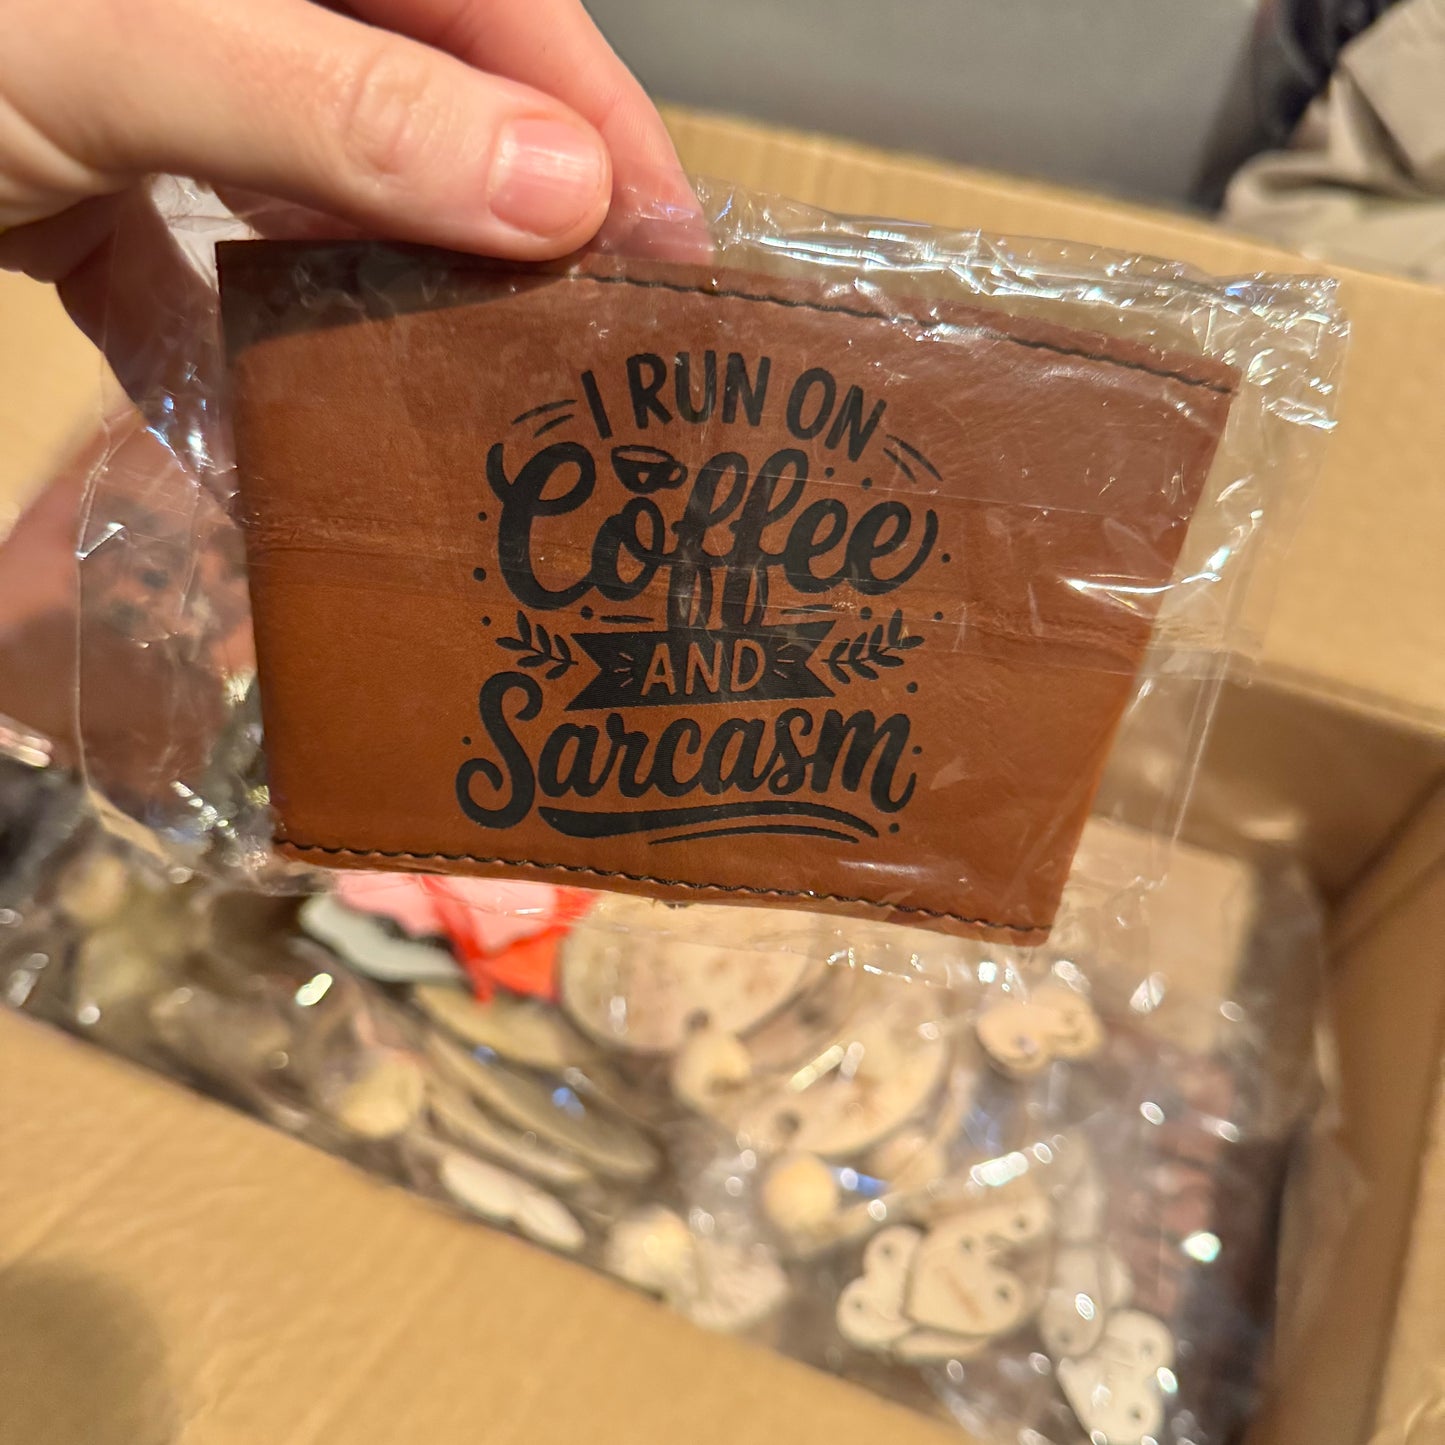 I RUN ON
Coffee
AND
Sarcasm